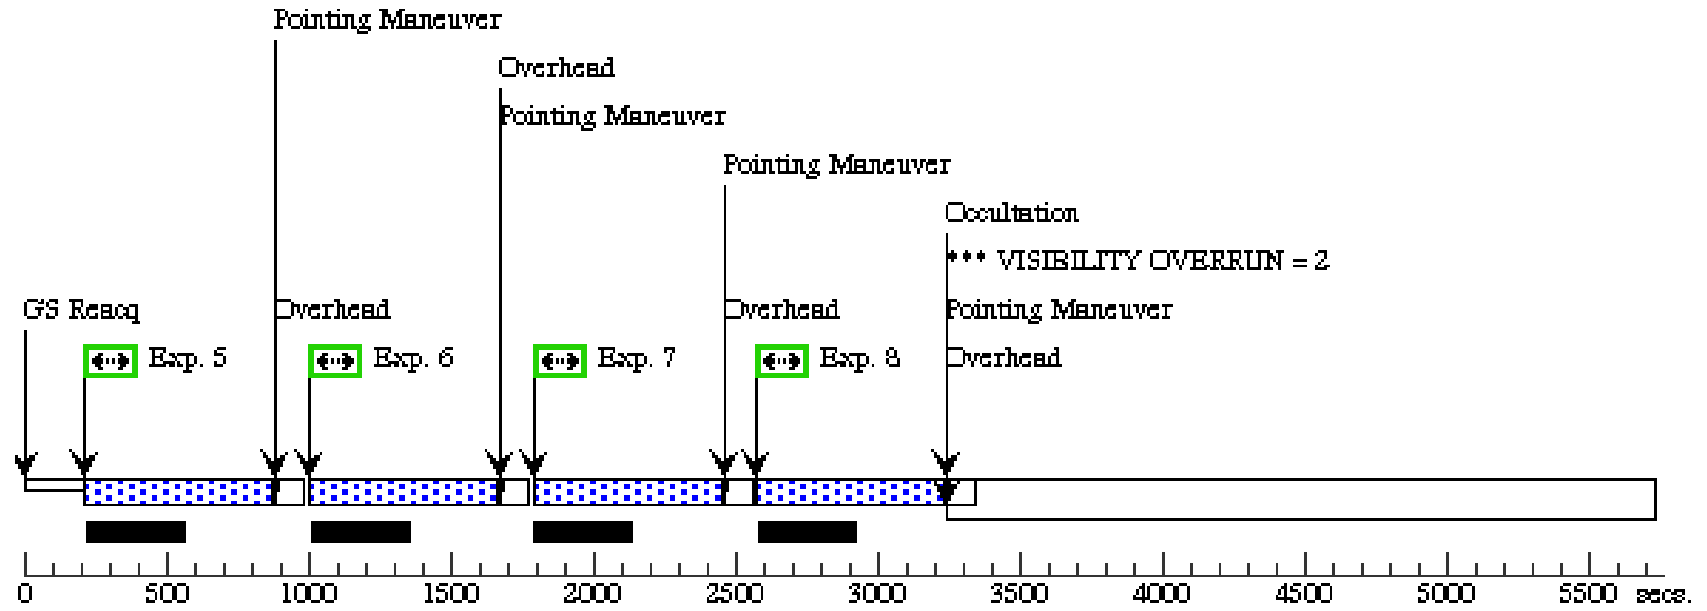 Pointing Maneuver
Overhead
Pointing Maneuver
Pointing Maneuver
Occultation
*** VISIBILITY OVERRUN = 2
GS Reacq Overhead Overhead Pointing Maneuver
Exp. 5 Exp. 6 Exp. 7 Exp. 8 Overhead
0 500 1000 1500 2000 2500 3000 3500 4000 4500 5000 5500 secs.